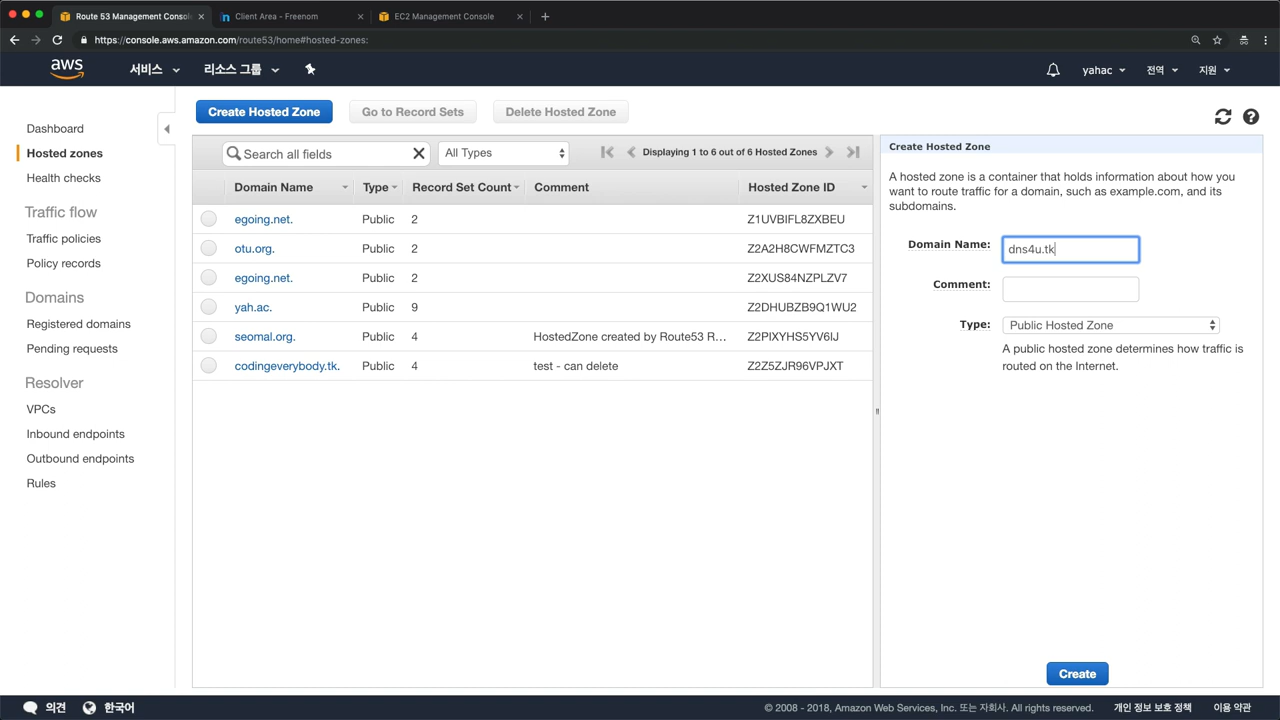 Route 53 Management Conso
Client Area - Freenom
EC2 Management Console
https://console.aws.amazon.com/route53/home#hosted-zones:
aws
서비스
리소스 그룹
yahac
전역
지원
Dashboard
Hosted zones
Health checks
Traffic flow
Traffic policies
Policy records
Domains
Registered domains
Pending requests
Resolver
VPCs
Inbound endpoints
Outbound endpoints
Rules
Create Hosted Zone
Go to Record Sets
Delete Hosted Zone
Search all fields
All Types
Displaying 1 to 6 out of 6 Hosted Zones
Domain Name Type Record Set Count Comment Hosted Zone ID
egoing.net. Public 2 Z1UVBIFL8ZXBEU
otu.org. Public 2 Z2A2H8CWFMZTC3
egoing.net. Public 2 Z2XUS84NZPLZV7
yah.ac. Public 9 Z2DHUBZB9Q1WU2
seomal.org. Public 4 HostedZone created by Route53 R... Z2PIXYHS5YV6IJ
codingeverybody.tk. Public 4 test - can delete Z2Z5ZJR96VPJXT
Create Hosted Zone
A hosted zone is a container that holds information about how you
want to route traffic for a domain, such as example.com, and its
subdomains.
Domain Name: dns4u.tk
Comment:
Type: Public Hosted Zone
A public hosted zone determines how traffic is
routed on the Internet.
Create
의견
한국어
© 2008 - 2018, Amazon Web Services, Inc. 또는 자회사. All rights reserved.
개인 정보 보호 정책
이용 약관